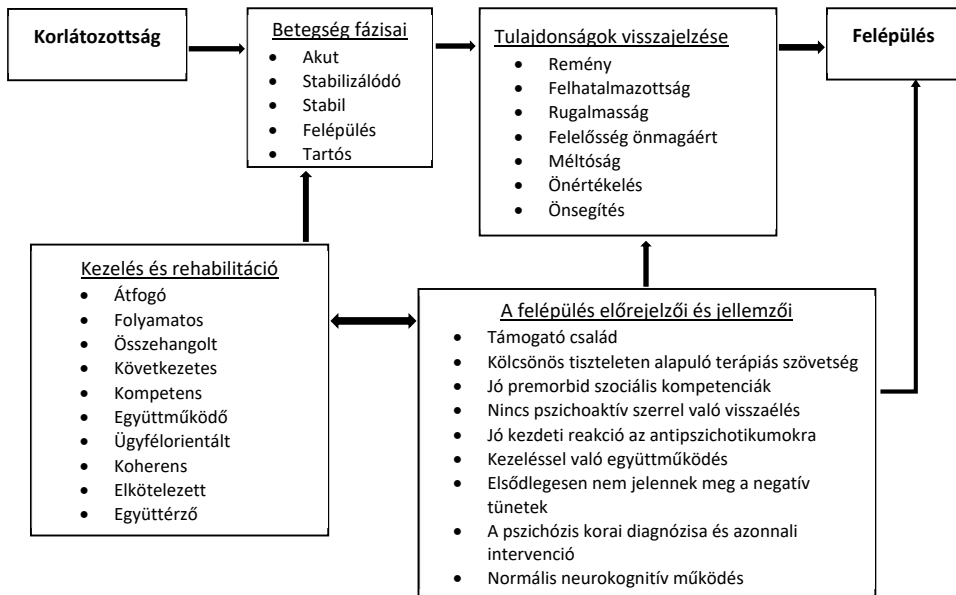 Korlátozottság
Betegség fázisai
• Akut
• Stabilizálódó
• Stabil
• Felépülés
• Tartós
Tulajdonságok visszajelzése
• Remény
• Felhatalmazottság
• Rugalmasság
• Felelősség önmagáért
• Méltóság
• Önértékelés
• Önsegítés
Felépülés
Kezelés és rehabilitáció
• Átfogó
• Folyamatos
• Összehangolt
• Következetes
• Kompetens
• Együttműködő
• Ügyfélorientált
• Koherens
• Elkötelezett
• Együttérző
A felépülés előrejelzői és jellemzői
• Támogató család
• Kölcsönös tiszteleten alapuló terápiás szövetség
• Jó premorbid szociális kompetenciák
• Nincs pszichoaktív szerrel való visszaélés
• Jó kezdeti reakció az antipszichotikumokra
• Kezeléssel való együttműködés
• Elsődlegesen nem jelennek meg a negatív
tünetek
• A pszichózis korai diagnózisa és azonnali
intervenció
• Normális neurokognitív működés